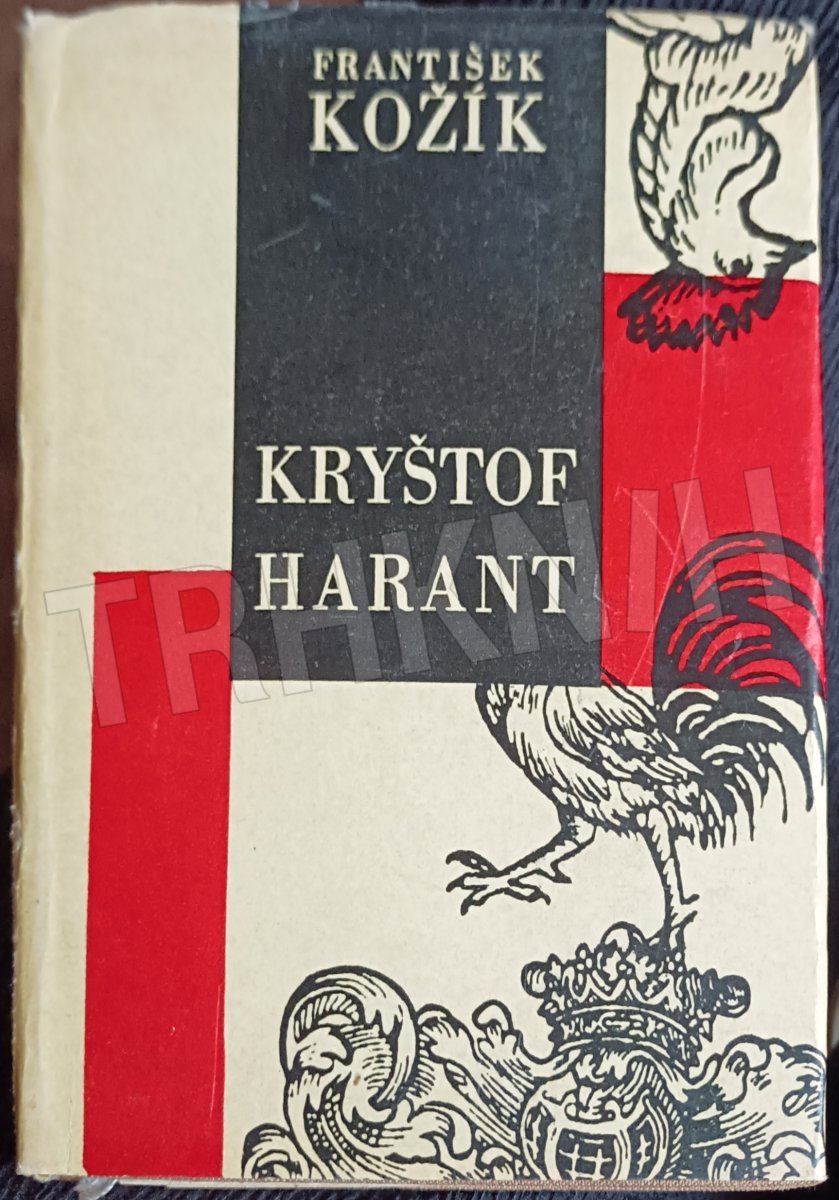 FRANTIŠEK
KOŽÍK
KRYŠTOF
HARANT
TRHKNIH